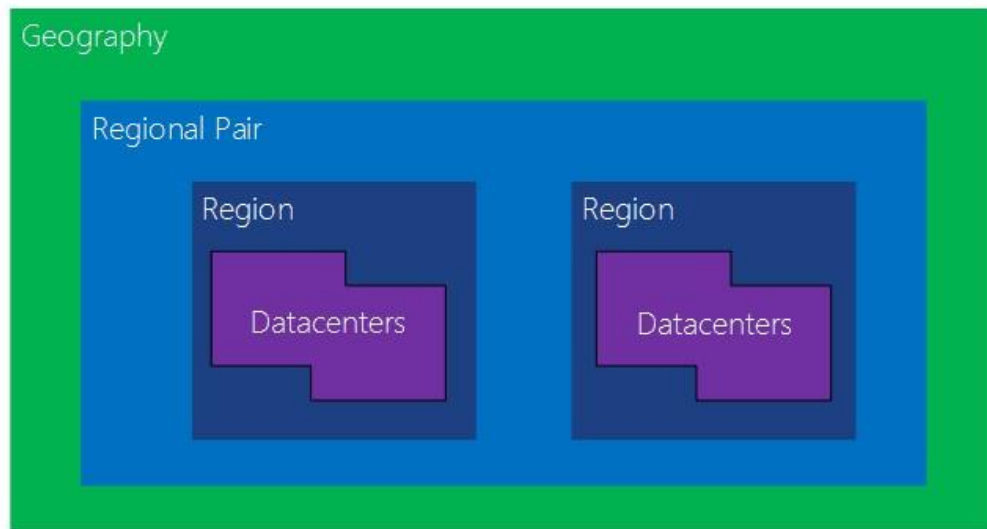 Geography
Regional Pair
Region
Region
Datacenters
Datacenters